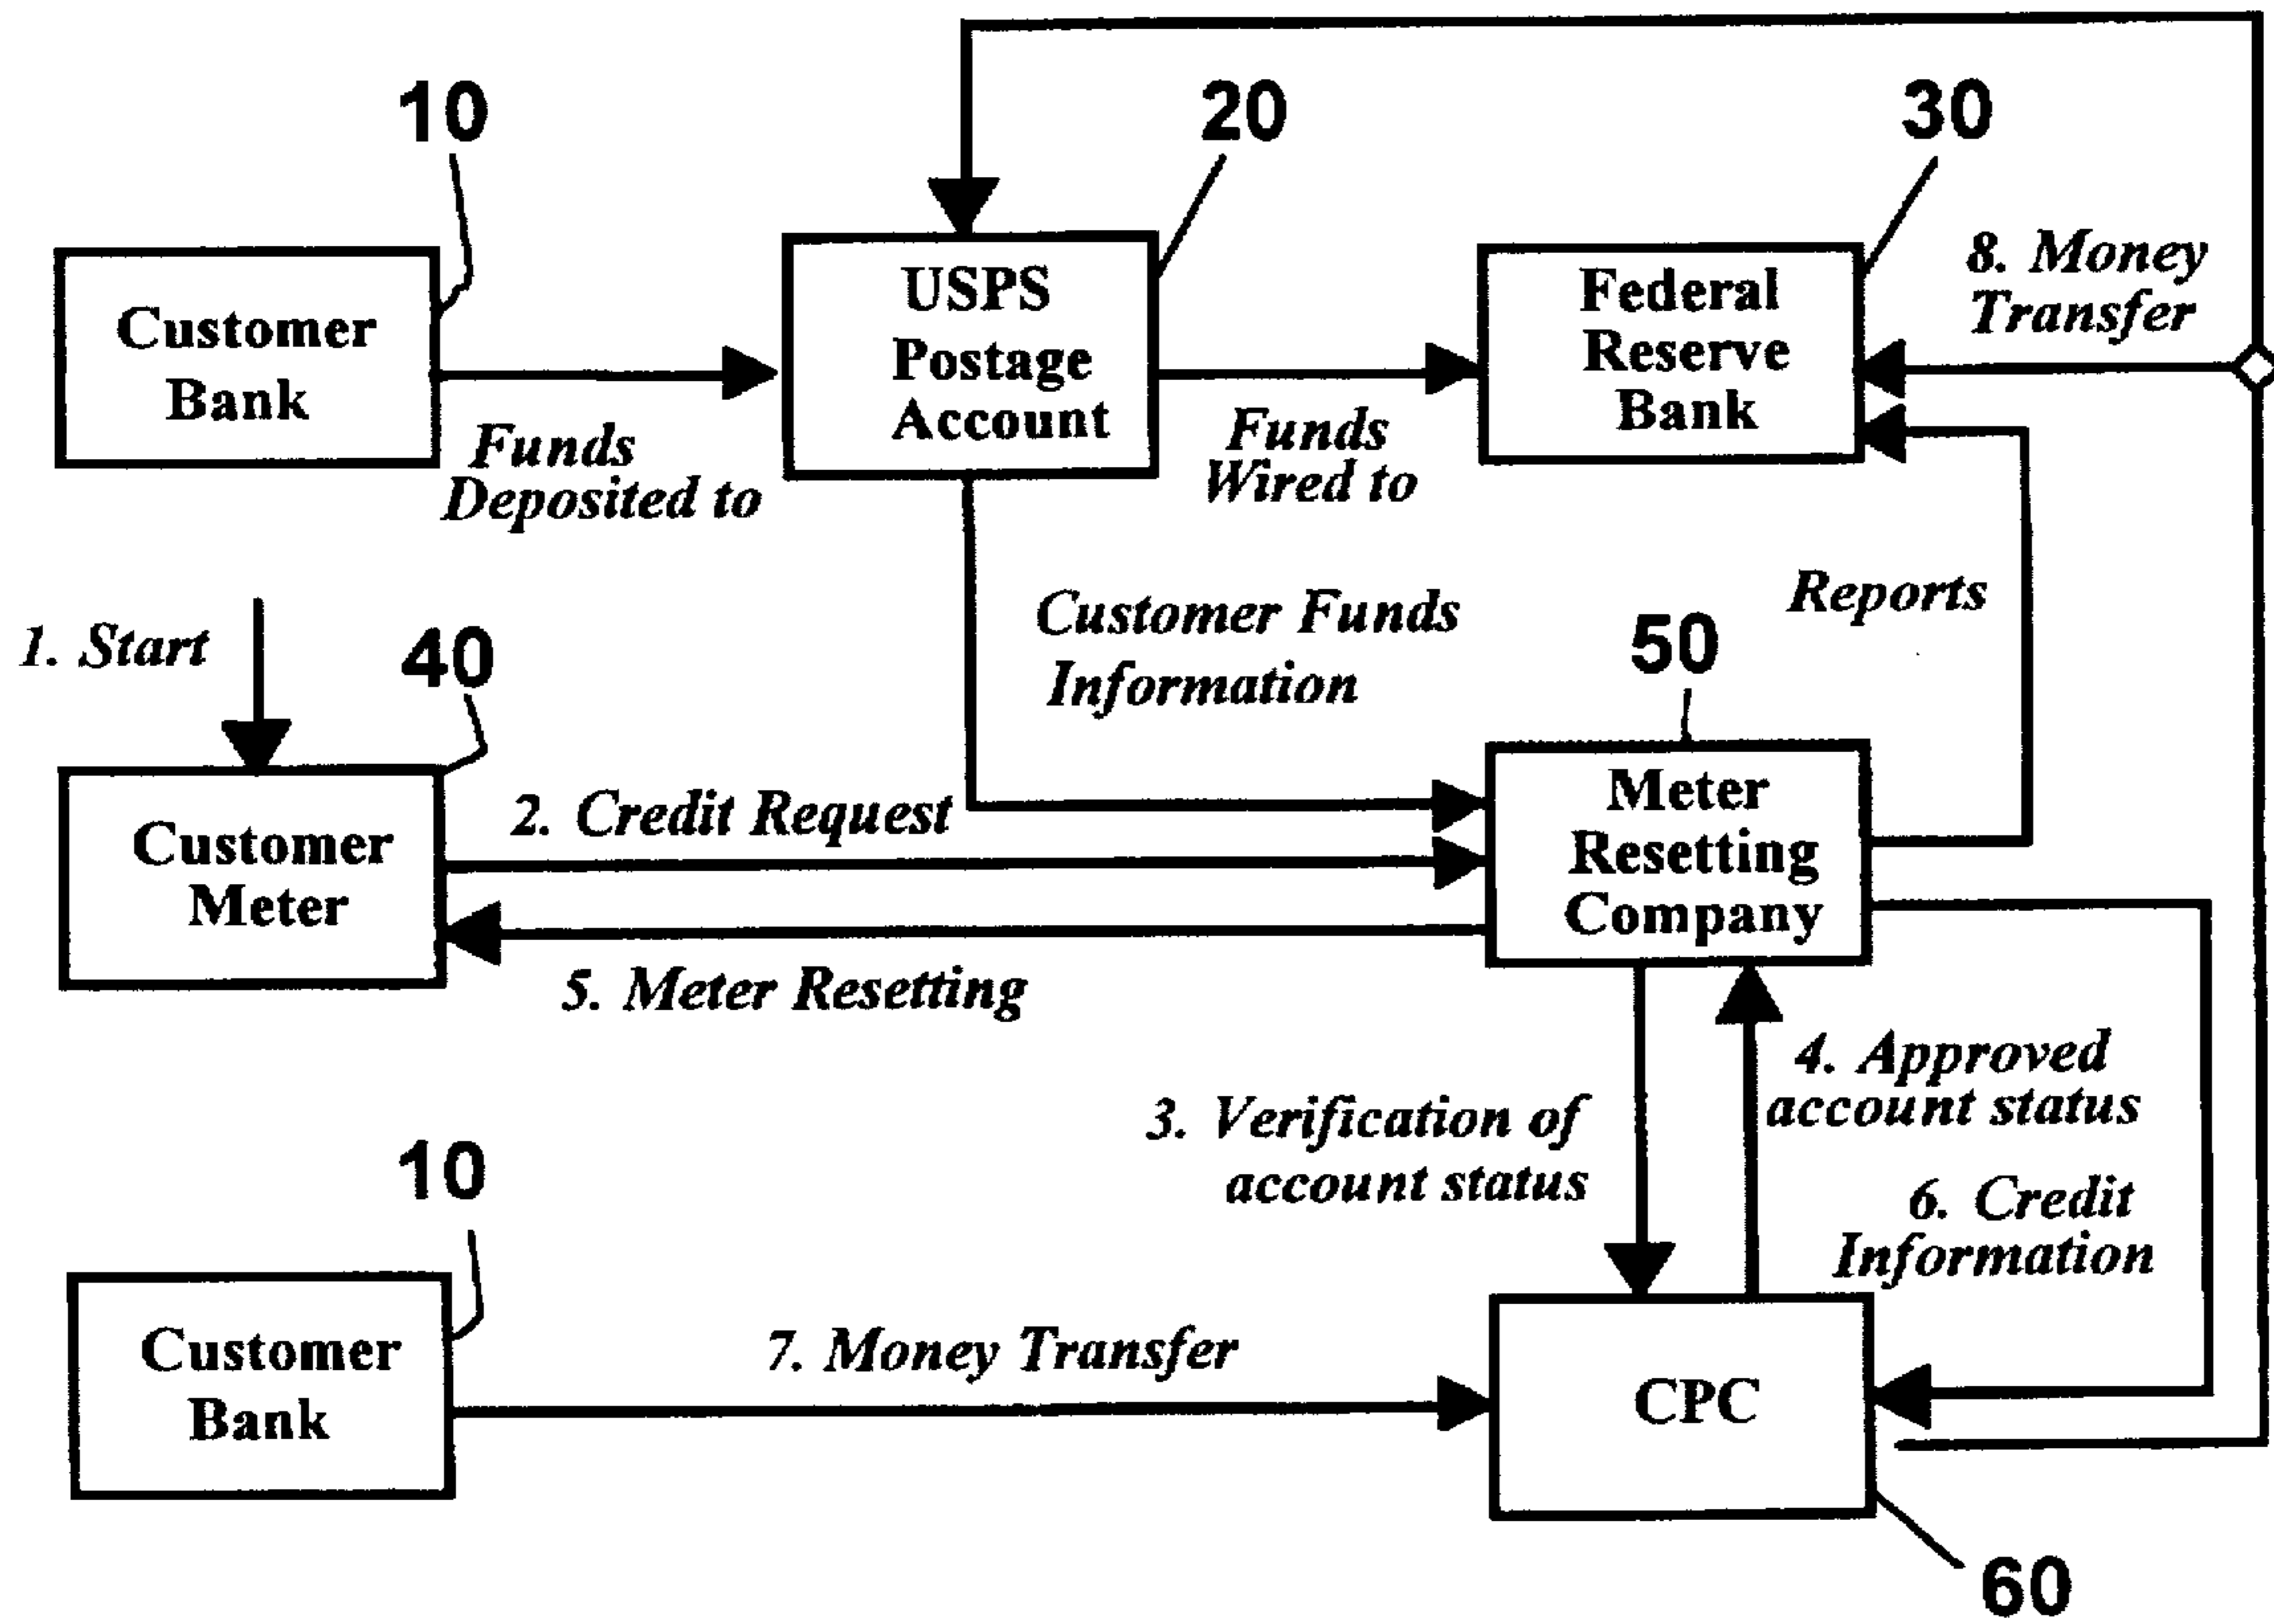 10
20
30
Customer
Bank
USPS
Postage
Account
Federal
Reserve
Bank
8. Money
Transfer
Funds
Deposited to
Funds
Wired to
1. Start
40
Customer Funds
Information
Reports
50
Customer
Meter
2. Credit Request
5. Meter Resetting
Meter
Resetting
Company
3. Verification of
account status
4. Approved
account status
6. Credit
Information
10
Customer
Bank
7. Money Transfer
CPC
60